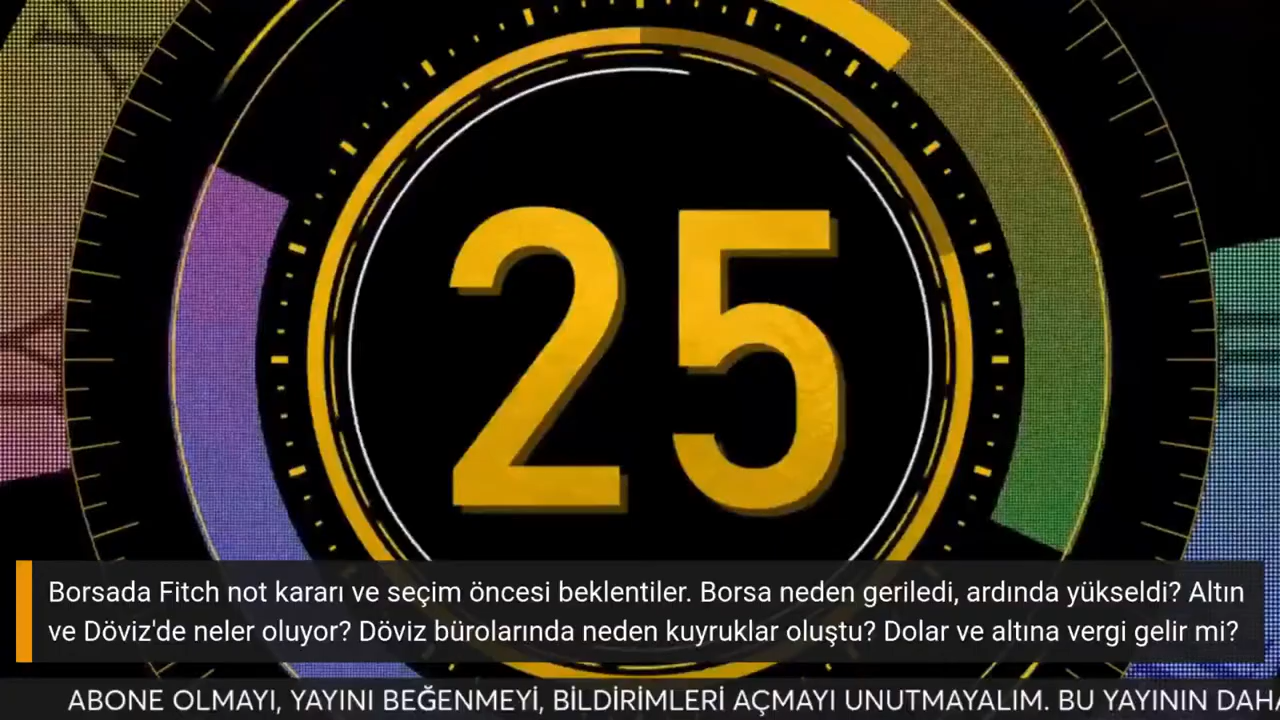 25
Borsada Fitch not kararı ve seçim öncesi beklentiler. Borsa neden geriledi, ardında yükseldi? Altın
ve Döviz'de neler oluyor? Döviz bürolarında neden kuyruklar oluştu? Dolar ve altına vergi gelir mi?
ABONE OLMAYI, YAYINI BEĞENMEYİ, BİLDİRİMLERİ AÇMAYI UNUTMAYALIM. BU YAYININ DAHA